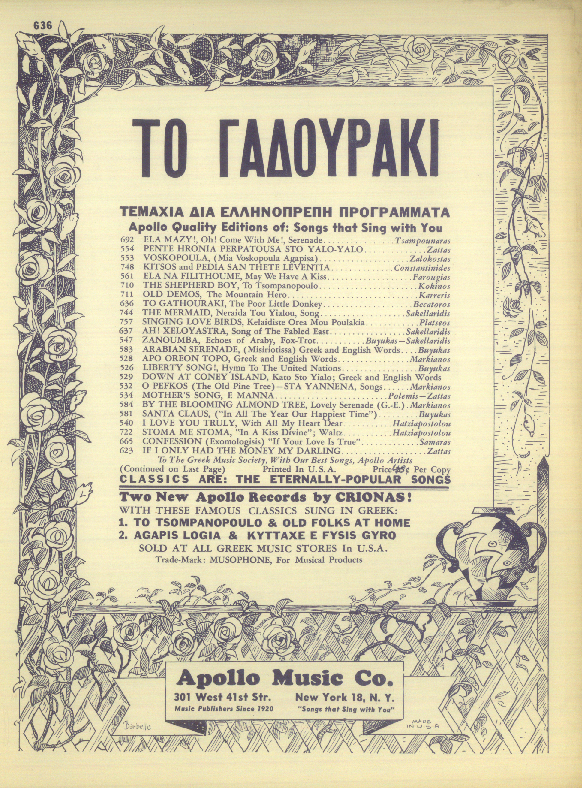 636
ΤΟ ΓΑΔΟΥΡΑΚΙ
ΤΕΜΑΧΙΑ ΔΙΑ ΕΛΛΗΝΟΠΡΕΠΗ ΠΡΟΓΡΑΜΜΑΤΑ
Apollo Quality Editions of: Songs that Sing with You
692 ELA MAZY!, Oh! Come With Me!, Serenade Tsampounaras
554 PENTE HRONIA PERPATOUSA STO YALO-YALO Zattas
553 VOSKOPOULA, (Mia Voskopoula Agapisa) Zalokostas
748 KITSOS and PEDIA SAN THETE LEVENTIA Constantinides
561 ELA NA FILITHOUME, May We Have A Kiss Farougias
710 THE SHEPHERD BOY, To Tsompanopoulo Kokinos
711 OLD DEMOS, The Mountain Hero Karreris
636 TO GATHOURAKI, The Poor Little Donkey Becatoros
744 THE MERMAID, Neraida Tou Yialou, Song Sakellaridis
757 SINGING LOVE BIRDS, Kelaidiste Orea Mou Poulakia Platseos
637 AH! XELOYASTRA, Song of The Fabled East Sakellaridis
547 ZANOUMBA, Echoes of Araby, Fox-Trot Buyukas—Sakellaridis
583 ARABIAN SERENADE, (Misiriotissa) Greek and English Words Buyukas
528 APO OREON TOPO, Greek and English Words Markianos
526 LIBERTY SONG!, Hymn To The United Nations Buyukas
529 DOWN AT CONEY ISLAND, Kato Sto Yialo; Greek and English Words
532 O PEFKOS (The Old Pine Tree)—STA YANNENA, Songs Markianos
534 MOTHER'S SONG, E MANNA Polemis—Zattas
584 BY THE BLOOMING ALMOND TREE, Lovely Serenade (G.-E.) Markianos
581 SANTA CLAUS, ("In All The Year Our Happiest Time") Buyukas
540 I LOVE YOU TRULY, With All My Heart Dear Hatziapostolou
722 STOMA ME STOMA, "In A Kiss Divine"; Waltz Hatziapostolou
665 CONFESSION (Exomologisis) "If Your Love Is True" Samaras
623 IF I ONLY HAD THE MONEY MY DARLING Zattas
To The Greek Music Society, With Our Best Songs, Apollo Artists
(Continued on Last Page) Printed In U.S.A. Price ¢ Per Copy
CLASSICS ARE: THE ETERNALLY-POPULAR SONGS
Two New Apollo Records by CRIONAS!
WITH THESE FAMOUS CLASSICS SUNG IN GREEK:
1. TO TSOMPANOPOULO & OLD FOLKS AT HOME
2. AGAPIS LOGIA & KYTTAXE E FYSIS GYRO
SOLD AT ALL GREEK MUSIC STORES In U.S.A.
Trade-Mark: MUSOPHONE, For Musical Products
Apollo Music Co.
301 West 41st Str. New York 18, N. Y.
Music Publishers Since 1920 "Songs that Sing with You"
MADE
IN U S A